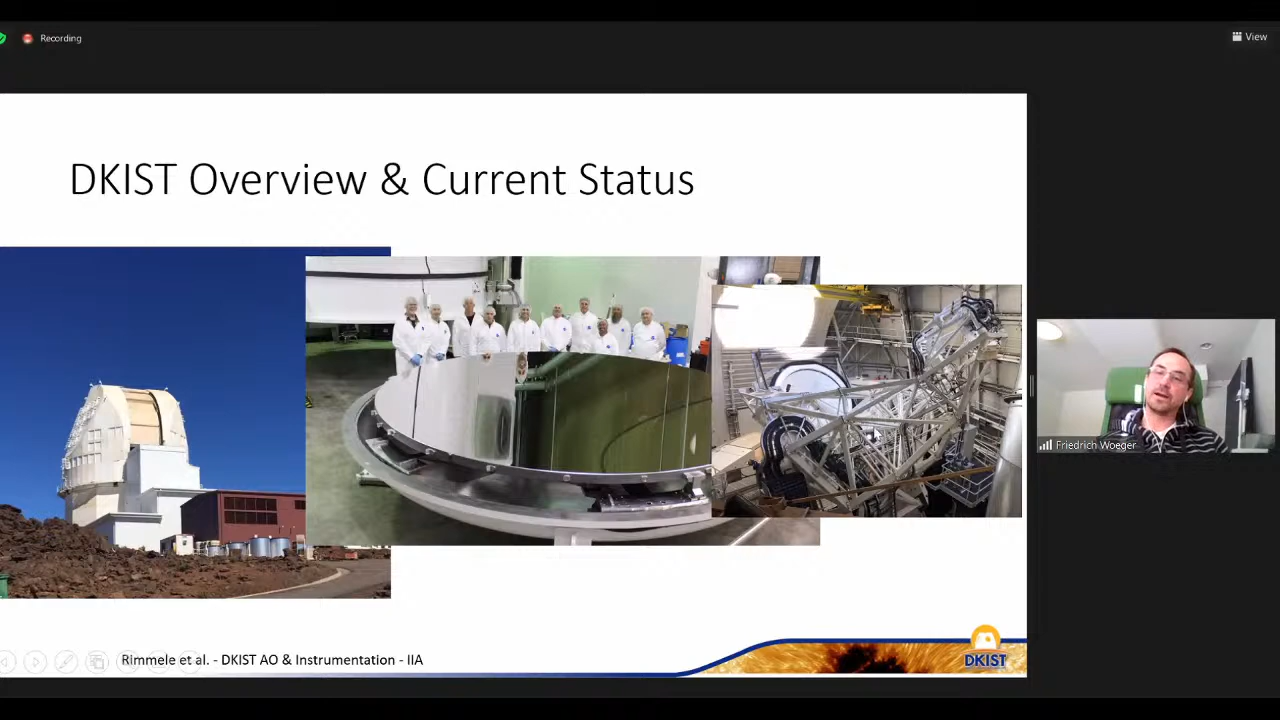 Recording
View
DKIST Overview & Current Status
Friedrich Woeger
Rimmele et al. - DKIST AO & Instrumentation - IIA
DKIST